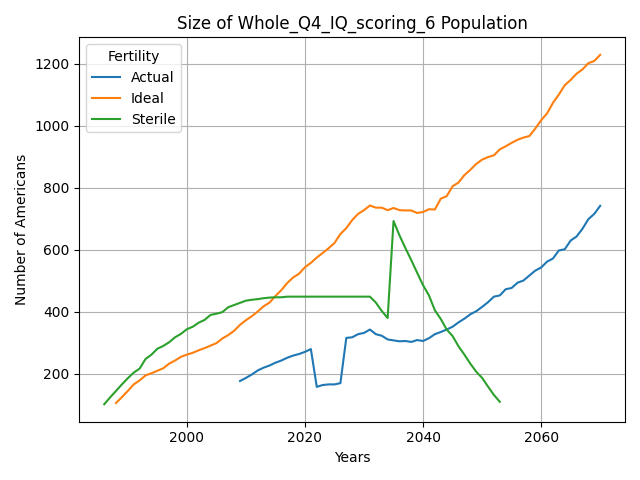 Size of Whole_Q4_IQ_scoring_6 Population
Fertility
Actual
Ideal
Sterile
Number of Americans
1200
1000
800
600
400
200
2000
2020
2040
2060
Years